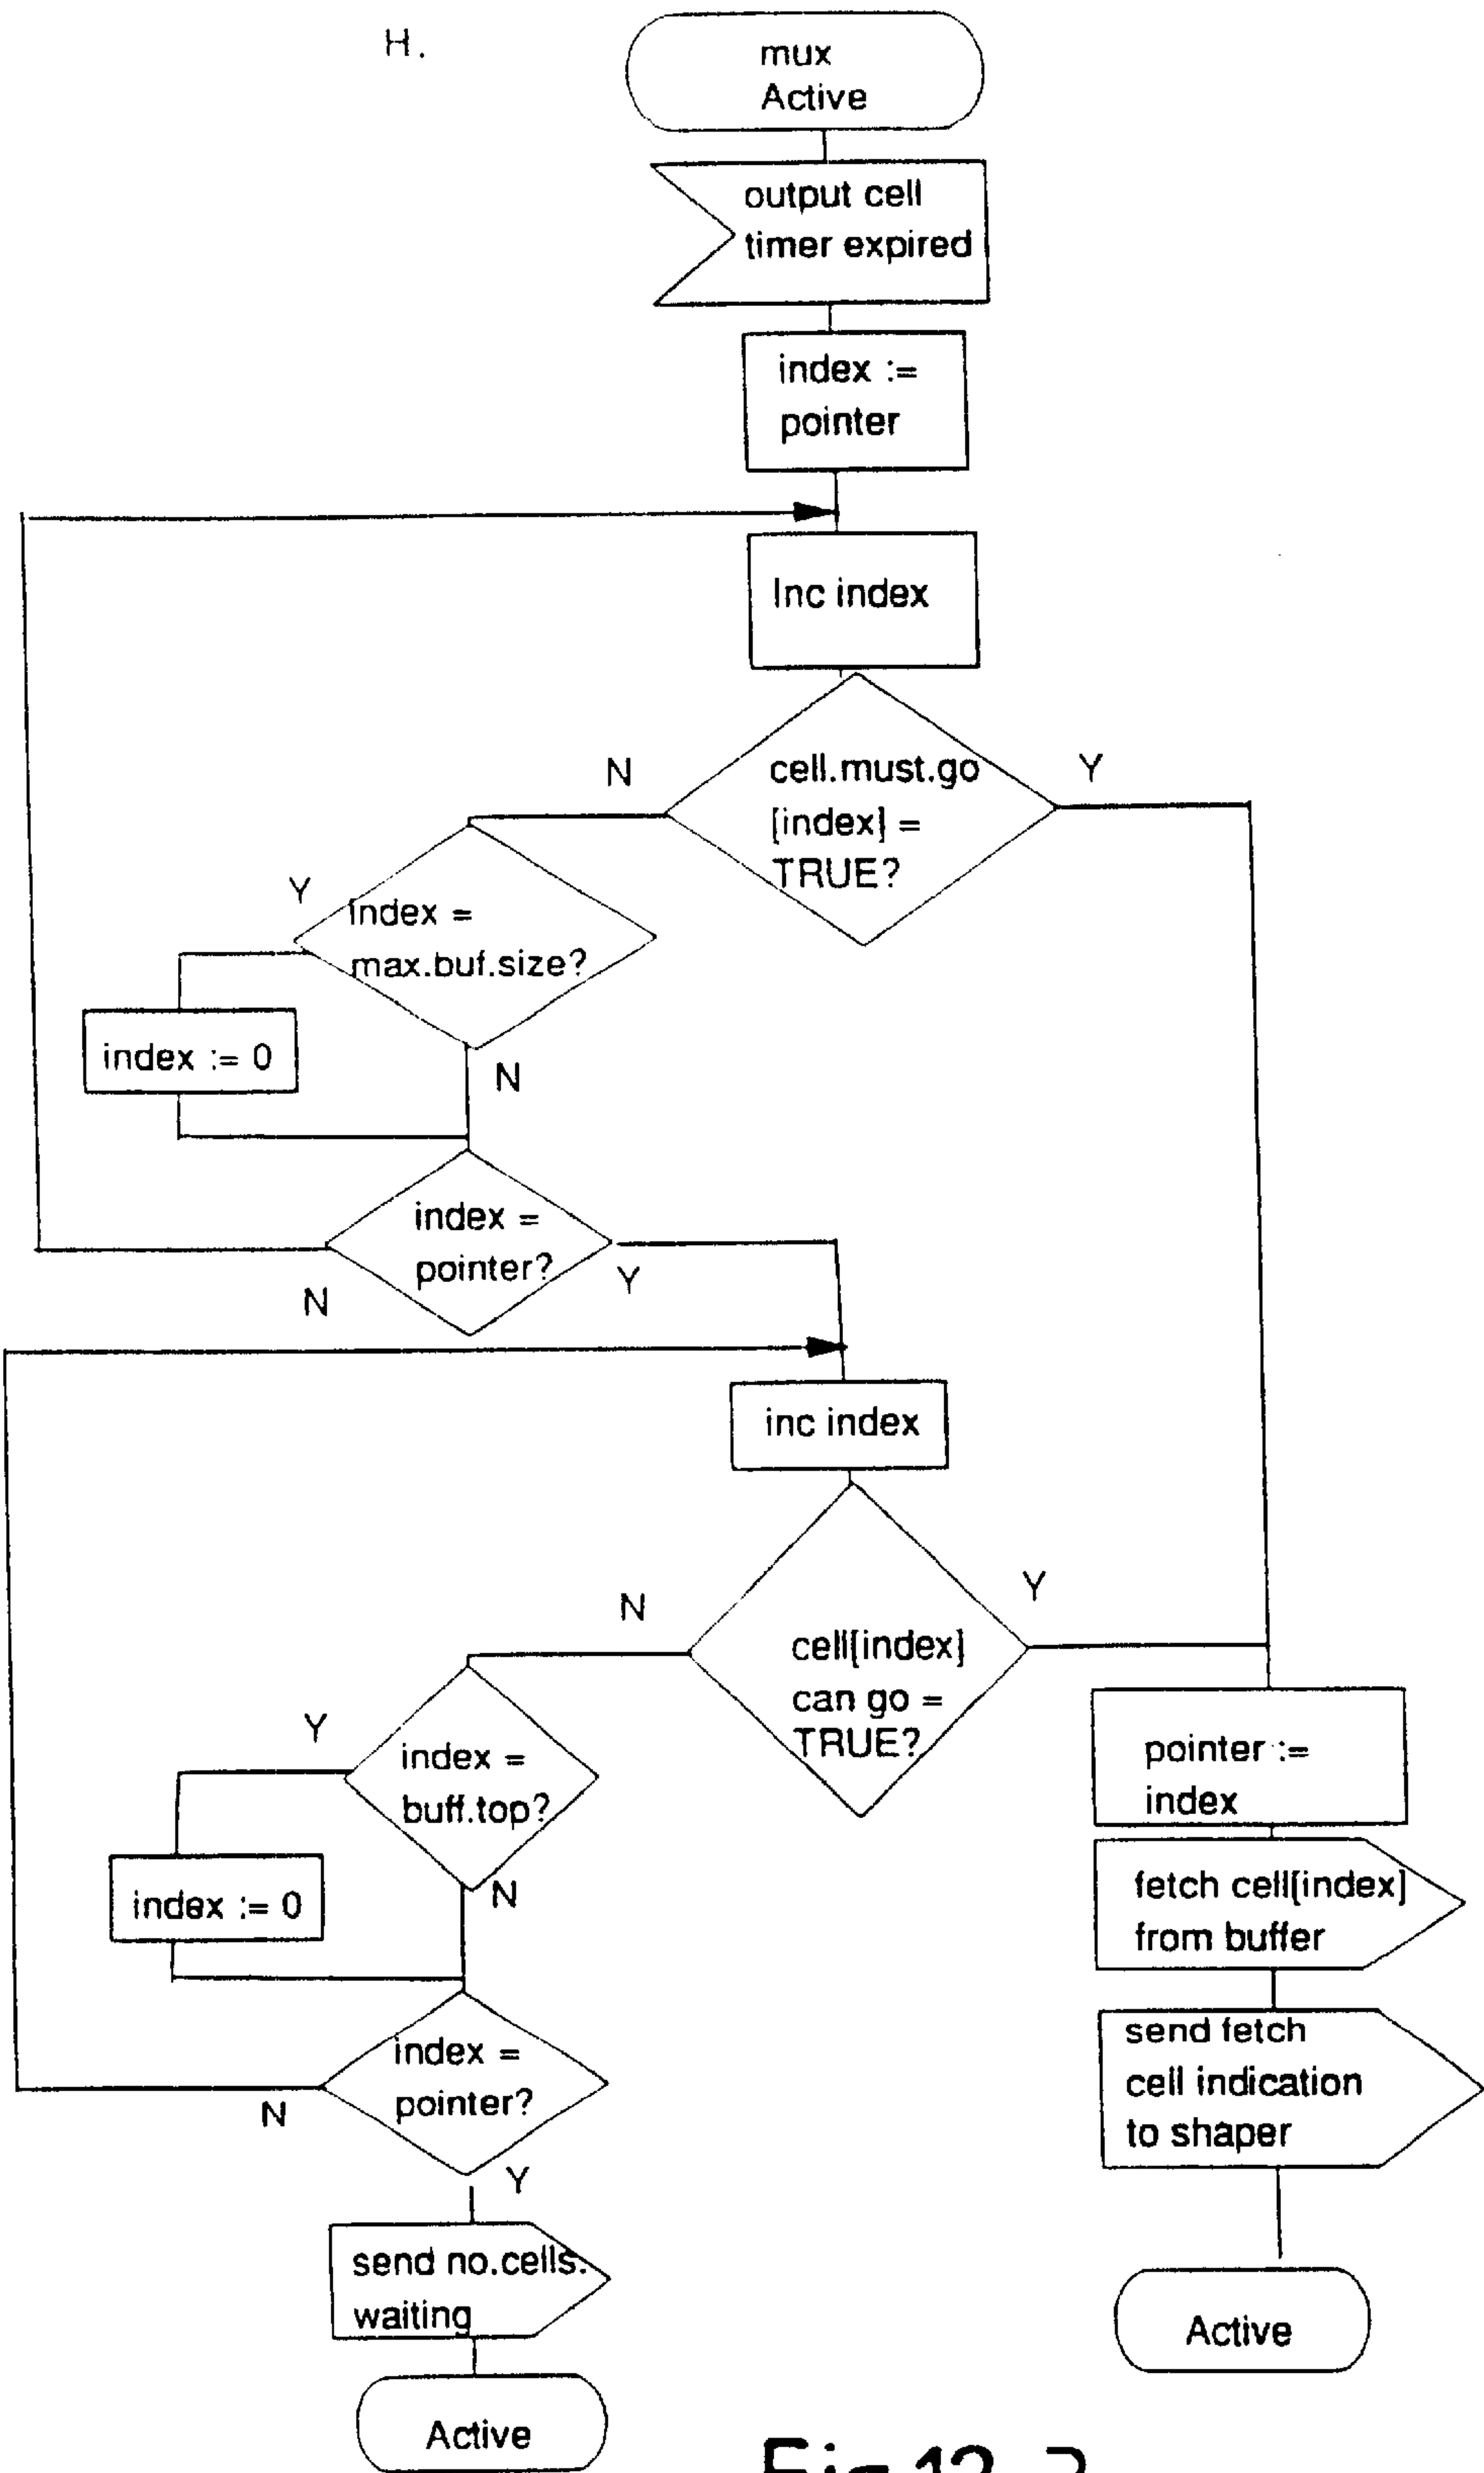 H.
mux
Active
output cell
timer expired
index :=
pointer
Inc index
cell.must.go
[index] =
TRUE?
N
Y
Y
index =
max.buf.size?
index := 0
N
index =
pointer?
N
Y
inc index
cell[index]
can go =
TRUE?
N
Y
Y
index =
buff.top?
index := 0
N
index =
pointer?
N
Y
send no.cells.
waiting
Active
pointer :=
index
fetch cell[index]
from buffer
send fetch
cell indication
to shaper
Active